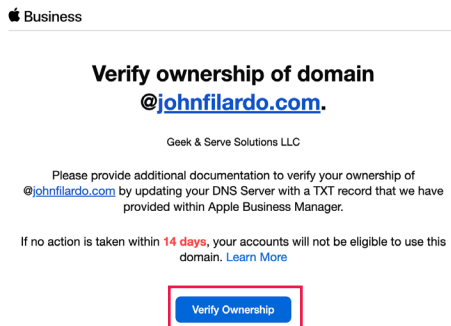 Business
Verify ownership of domain
@johnfilardo.com.
Geek & Serve Solutions LLC
Please provide additional documentation to verify your ownership of
@johnfilardo.com by updating your DNS Server with a TXT record that we have
provided within Apple Business Manager.
If no action is taken within 14 days, your accounts will not be eligible to use this
domain. Learn More
Verify Ownership